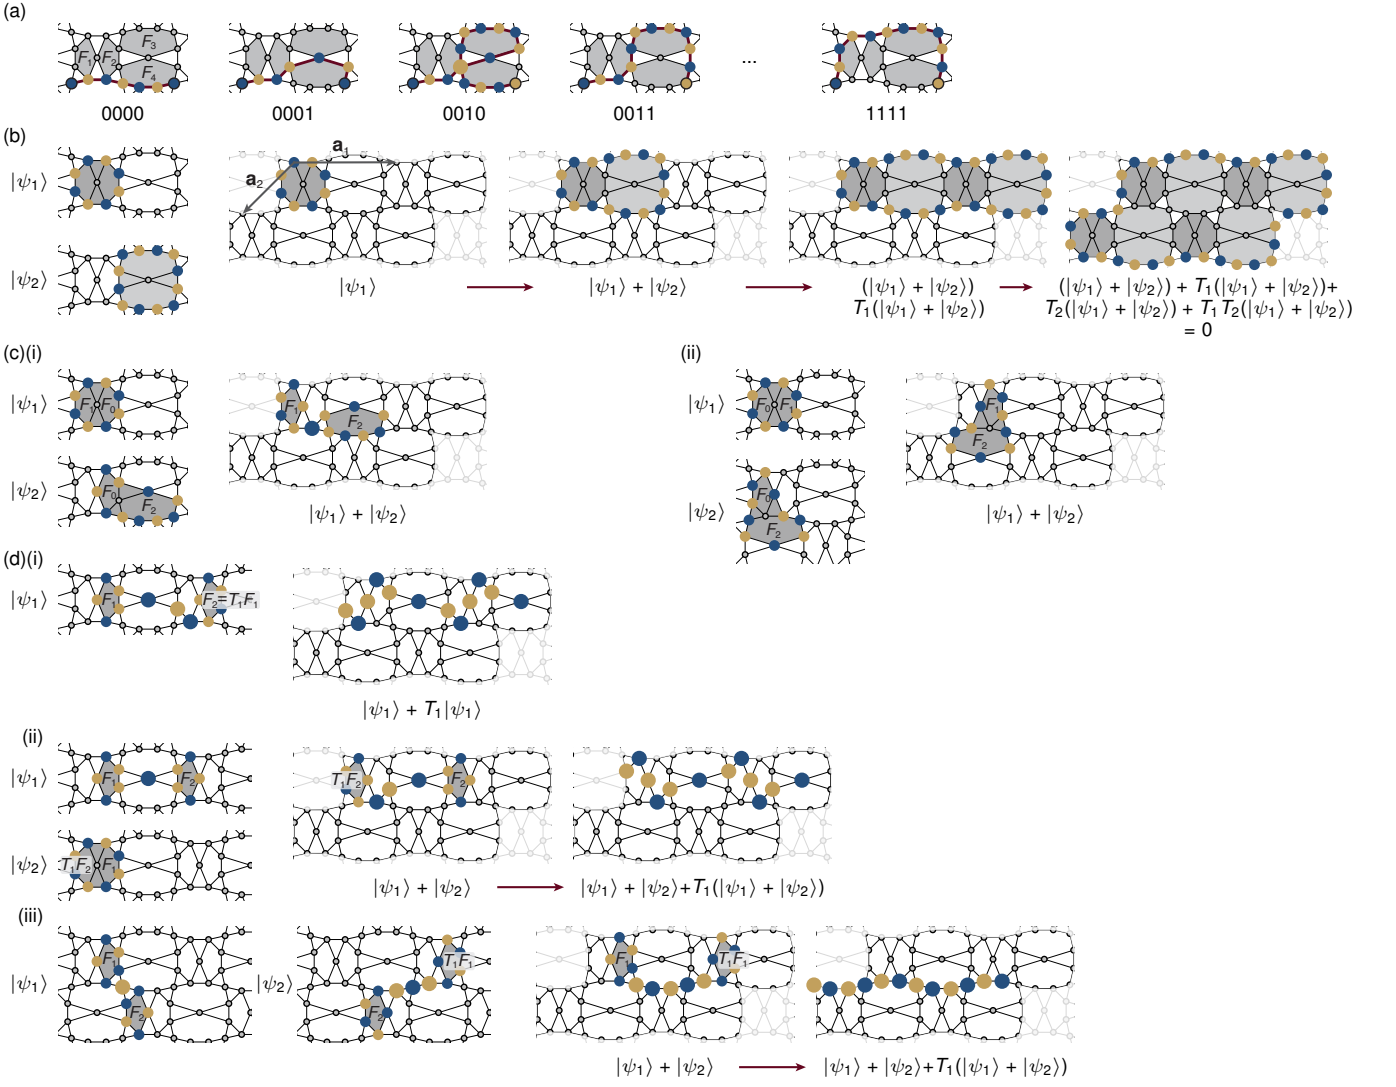 (a)
F1 F2 F3 F4
0000 0001 0010 0011 ... 1111
(b)
|ψ1⟩
a1
a2
|ψ2⟩
|ψ1⟩
|ψ1⟩ + |ψ2⟩
(|ψ1⟩ + |ψ2⟩)
T1(|ψ1⟩ + |ψ2⟩)
(|ψ1⟩ + |ψ2⟩) + T1(|ψ1⟩ + |ψ2⟩)+
T2(|ψ1⟩ + |ψ2⟩) + T1T2(|ψ1⟩ + |ψ2⟩)
= 0
(c)(i)
|ψ1⟩
F1 F0
F1
F2
|ψ2⟩
F0
F2
|ψ1⟩ + |ψ2⟩
(ii)
|ψ1⟩
F0 F1
F1
F2
|ψ2⟩
F0
F2
|ψ1⟩ + |ψ2⟩
(d)(i)
|ψ1⟩
F1
F2=T1F1
|ψ1⟩ + T1|ψ1⟩
(ii)
|ψ1⟩
F1 F2
T1F2
F2
|ψ2⟩
T1F2 F1
|ψ1⟩ + |ψ2⟩
|ψ1⟩ + |ψ2⟩+T1(|ψ1⟩ + |ψ2⟩)
(iii)
|ψ1⟩
F1
F2
|ψ2⟩
T1F1
F2
F1
T1F1
|ψ1⟩ + |ψ2⟩
|ψ1⟩ + |ψ2⟩+T1(|ψ1⟩ + |ψ2⟩)